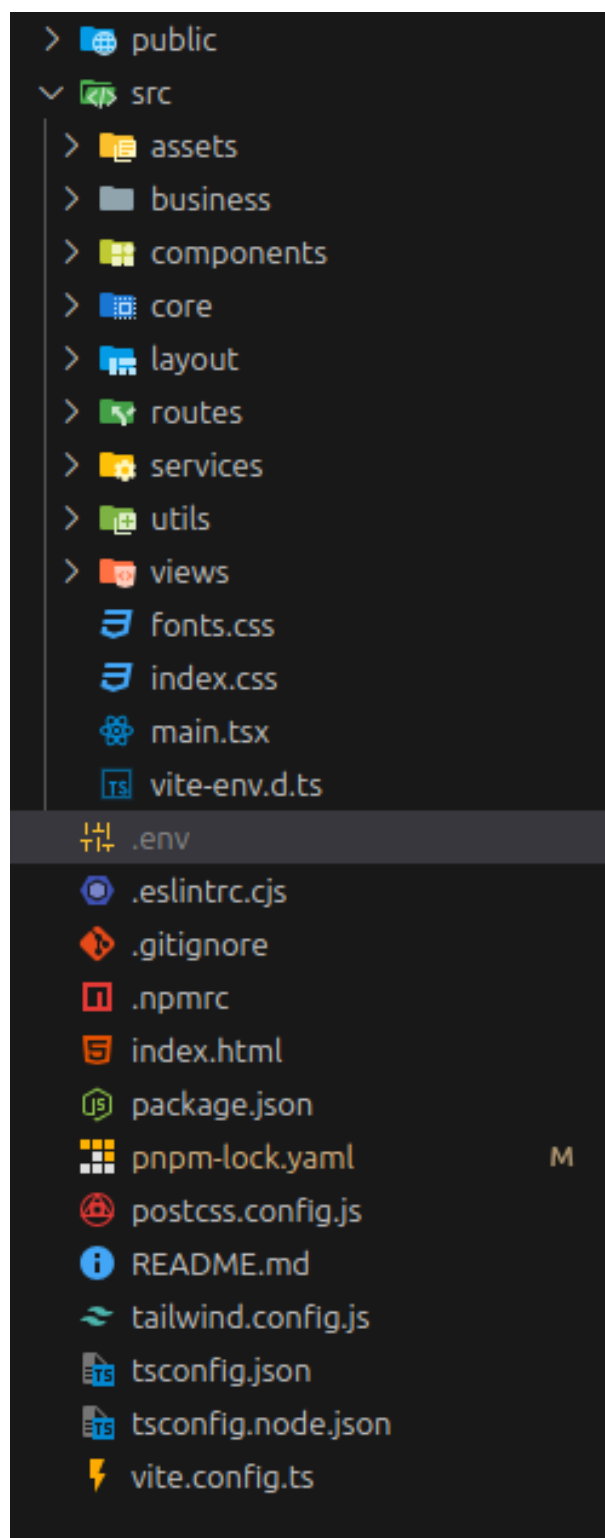 public
src
assets
business
components
core
layout
routes
services
utils
views
fonts.css
index.css
main.tsx
vite-env.d.ts
.env
.eslintrc.cjs
.gitignore
.npmrc
index.html
package.json
pnpm-lock.yaml M
postcss.config.js
README.md
tailwind.config.js
tsconfig.json
tsconfig.node.json
vite.config.ts